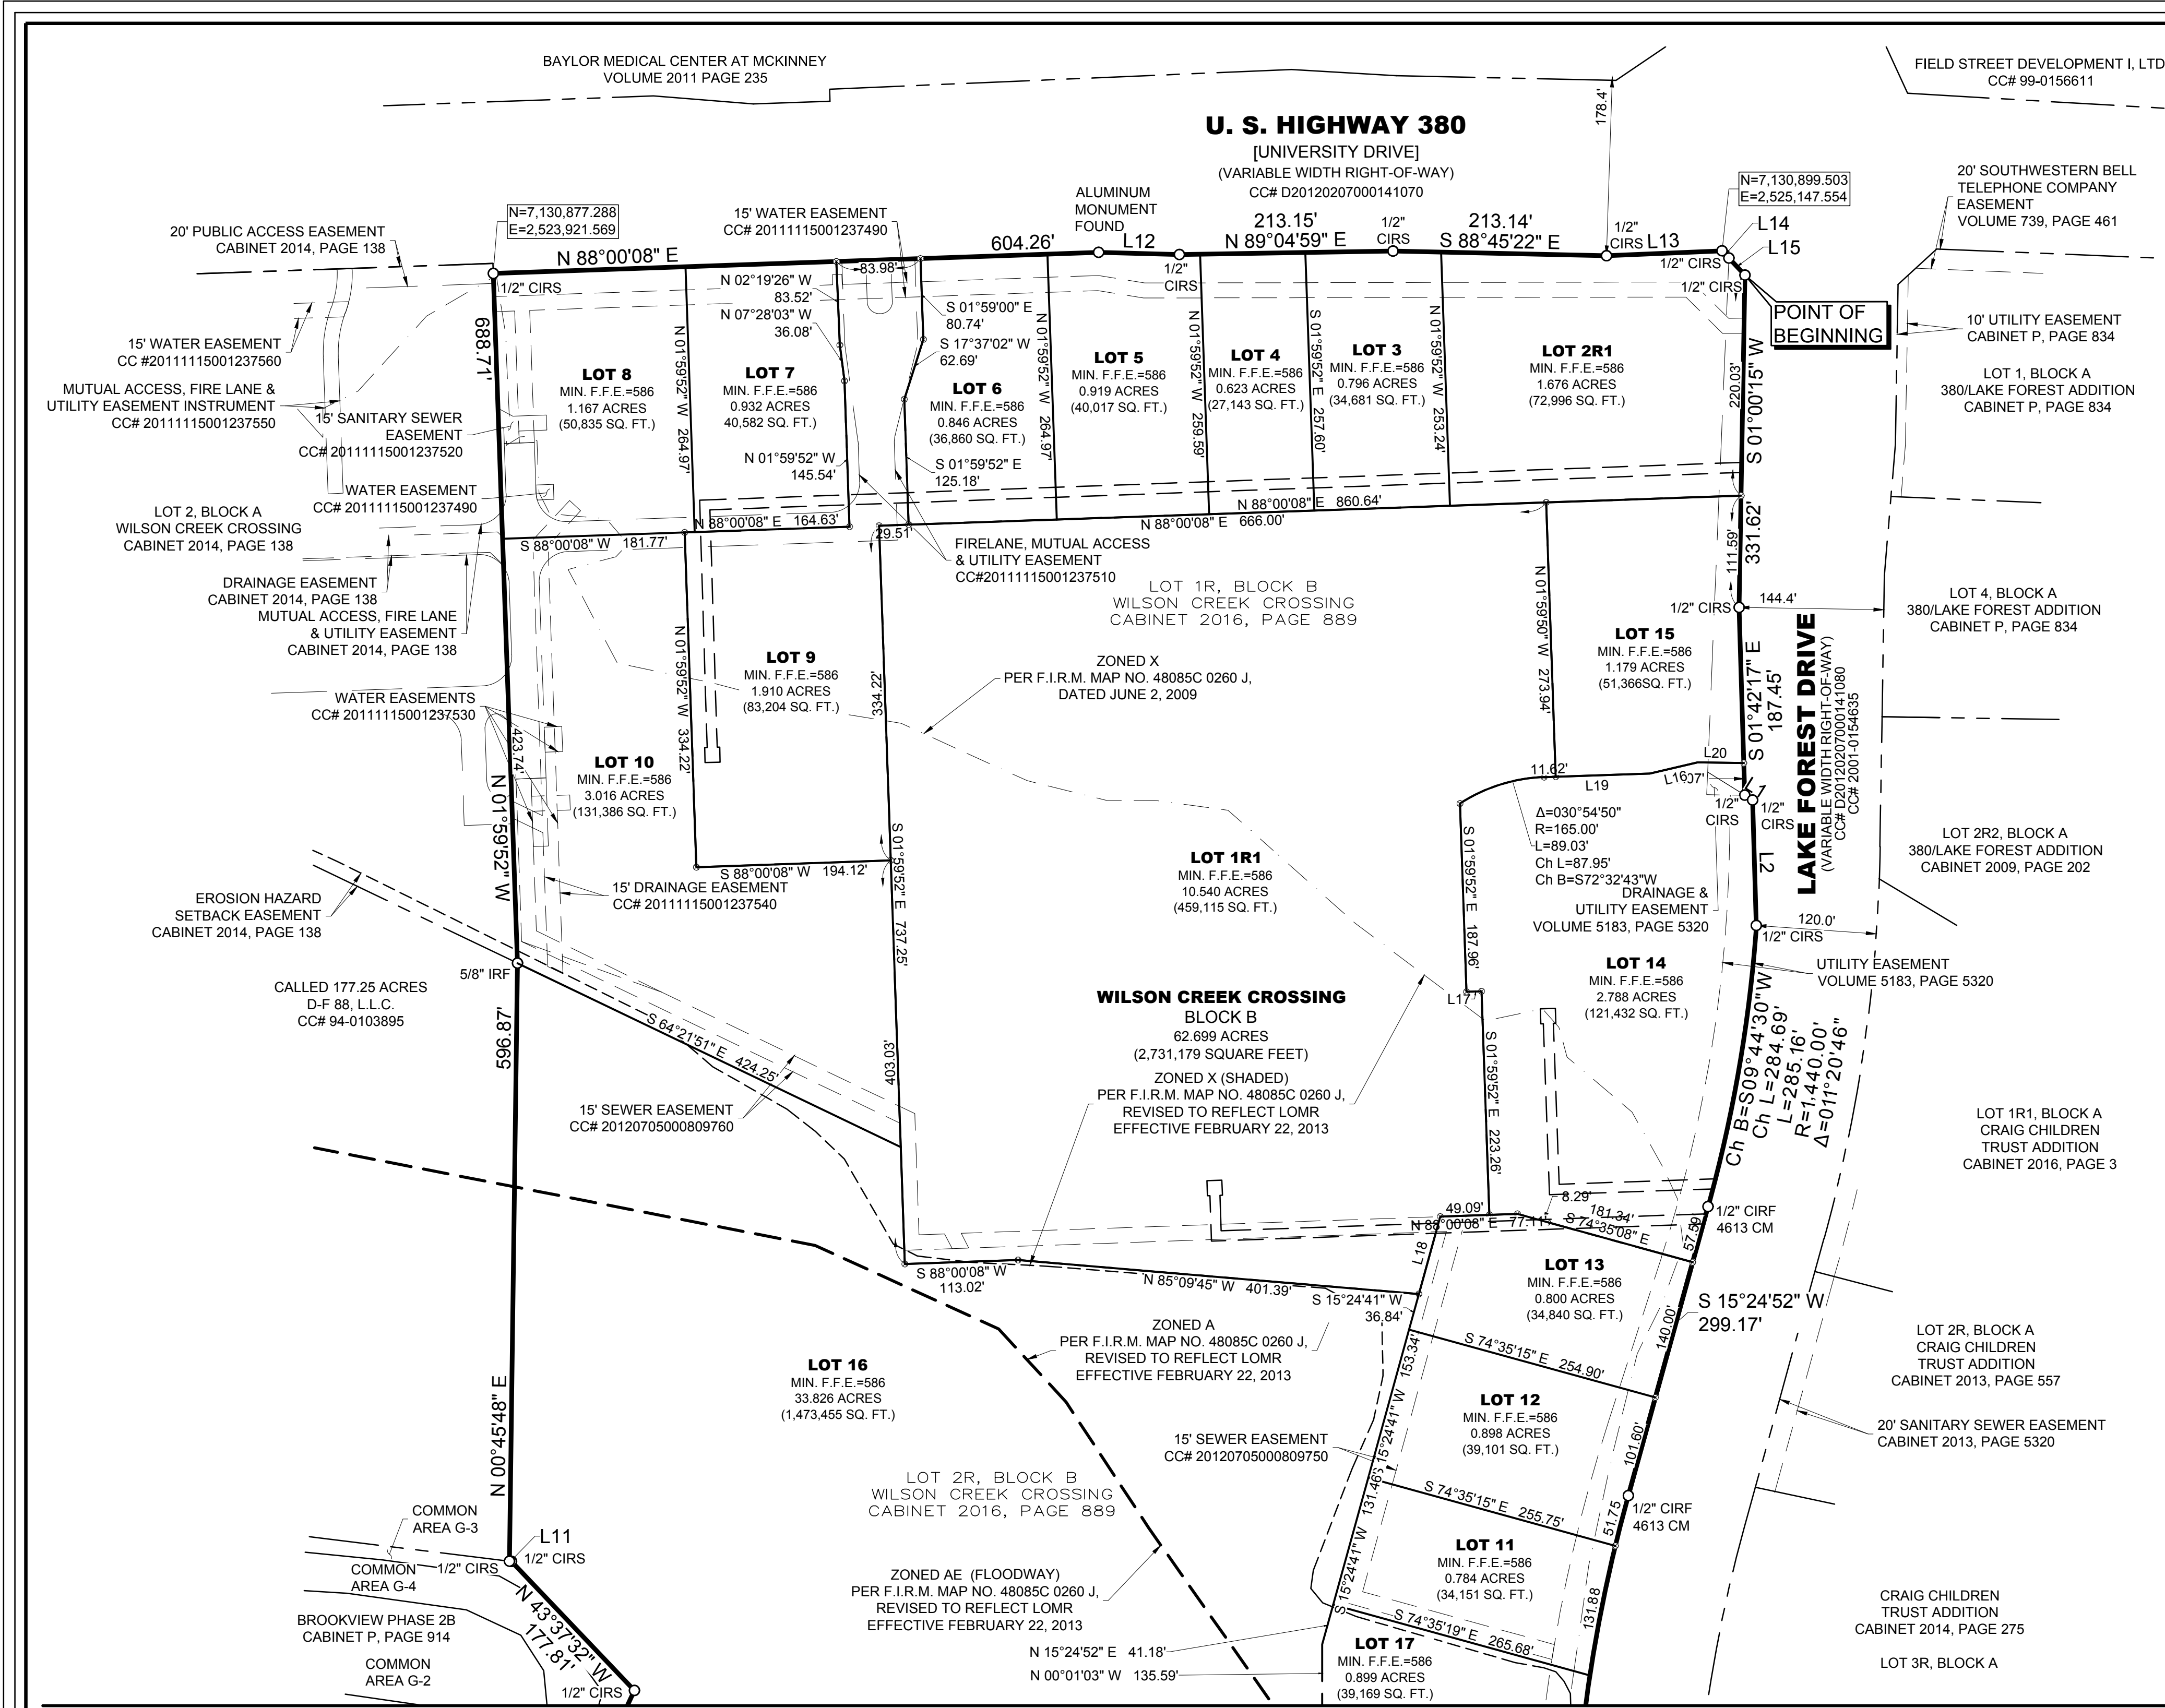 BAYLOR MEDICAL CENTER AT MCKINNEY
VOLUME 2011 PAGE 235
FIELD STREET DEVELOPMENT I, LTD
CC# 99-0156611
178.4'
U. S. HIGHWAY 380
[UNIVERSITY DRIVE]
(VARIABLE WIDTH RIGHT-OF-WAY)
CC# D20120207000141070
20' SOUTHWESTERN BELL
TELEPHONE COMPANY
EASEMENT
VOLUME 739, PAGE 461
N=7,130,899.503
E=2,525,147.554
N=7,130,877.288
E=2,523,921.569
20' PUBLIC ACCESS EASEMENT
CABINET 2014, PAGE 138
15' WATER EASEMENT
CC# 20111115001237490
ALUMINUM
MONUMENT
FOUND
N 88°00'08" E
604.26'
L12
213.15'
N 89°04'59" E
1/2"
CIRS
213.14'
S 88°45'22" E
1/2"
CIRS
L13
L14
L15
1/2" CIRS
1/2" CIRS
1/2"
CIRS
1/2" CIRS
83.98'
POINT OF
BEGINNING
10' UTILITY EASEMENT
CABINET P, PAGE 834
LOT 1, BLOCK A
380/LAKE FOREST ADDITION
CABINET P, PAGE 834
15' WATER EASEMENT
CC #20111115001237560
MUTUAL ACCESS, FIRE LANE &
UTILITY EASEMENT INSTRUMENT
CC# 20111115001237550
15' SANITARY SEWER
EASEMENT
CC# 20111115001237520
WATER EASEMENT
CC# 20111115001237490
LOT 2, BLOCK A
WILSON CREEK CROSSING
CABINET 2014, PAGE 138
DRAINAGE EASEMENT
CABINET 2014, PAGE 138
MUTUAL ACCESS, FIRE LANE
& UTILITY EASEMENT
CABINET 2014, PAGE 138
WATER EASEMENTS
CC# 20111115001237530
688.71'
LOT 8
MIN. F.F.E.=586
1.167 ACRES
(50,835 SQ. FT.)
N 01°59'52" W 264.97'
N 02°19'26" W
83.52'
N 07°28'03" W
36.08'
LOT 7
MIN. F.F.E.=586
0.932 ACRES
40,582 SQ. FT.)
N 01°59'52" W
145.54'
S 01°59'00" E
80.74'
S 17°37'02" W
62.69'
LOT 6
MIN. F.F.E.=586
0.846 ACRES
(36,860 SQ. FT.)
S 01°59'52" E
125.18'
N 01°59'52" W 264.97'
LOT 5
MIN. F.F.E.=586
0.919 ACRES
(40,017 SQ. FT.)
N 01°59'52" W 259.59'
LOT 4
MIN. F.F.E.=586
0.623 ACRES
(27,143 SQ. FT.)
S 01°59'52" E 257.60'
LOT 3
MIN. F.F.E.=586
0.796 ACRES
(34,681 SQ. FT.)
N 01°59'52" W 253.24'
LOT 2R1
MIN. F.F.E.=586
1.676 ACRES
(72,996 SQ. FT.)
220.03'
S 01°00'15" W
331.62'
111.59'
S 88°00'08" W 181.77'
N 88°00'08" E 164.63'
29.51'
N 88°00'08" E 860.64'
N 88°00'08" E 666.00'
FIRELANE, MUTUAL ACCESS
& UTILITY EASEMENT
CC#20111115001237510
LOT 1R, BLOCK B
WILSON CREEK CROSSING
CABINET 2016, PAGE 889
ZONED X
PER F.I.R.M. MAP NO. 48085C 0260 J,
DATED JUNE 2, 2009
N 01°59'52" W 334.22'
LOT 9
MIN. F.F.E.=586
1.910 ACRES
(83,204 SQ. FT.)
334.22'
N 01°59'50" W 273.94'
LOT 15
MIN. F.F.E.=586
1.179 ACRES
(51,366SQ. FT.)
1/2" CIRS
144.4'
S 01°42'17" E
187.45'
LAKE FOREST DRIVE
(VARIABLE WIDTH RIGHT-OF-WAY)
CC# D20120207000141080
CC# 2001-0154635
LOT 4, BLOCK A
380/LAKE FOREST ADDITION
CABINET P, PAGE 834
LOT 2R2, BLOCK A
380/LAKE FOREST ADDITION
CABINET 2009, PAGE 202
423.74'
N 01°59'52" W
LOT 10
MIN. F.F.E.=586
3.016 ACRES
(131,386 SQ. FT.)
S 88°00'08" W 194.12'
15' DRAINAGE EASEMENT
CC# 20111115001237540
S 01°59'52" E 737.25'
LOT 1R1
MIN. F.F.E.=586
10.540 ACRES
(459,115 SQ. FT.)
11.62'
L19
L20
L16
L1
1/2"
CIRS
1/2"
CIRS
L2
Δ=030°54'50"
R=165.00'
L=89.03'
Ch L=87.95'
Ch B=S72°32'43"W
S 01°59'52" E 187.96'
DRAINAGE &
UTILITY EASEMENT
VOLUME 5183, PAGE 5320
120.0'
1/2" CIRS
EROSION HAZARD
SETBACK EASEMENT
CABINET 2014, PAGE 138
5/8" IRF
CALLED 177.25 ACRES
D-F 88, L.L.C.
CC# 94-0103895
596.87'
S 64°21'51" E 424.25'
403.03'
15' SEWER EASEMENT
CC# 20120705000809760
WILSON CREEK CROSSING
BLOCK B
62.699 ACRES
(2,731,179 SQUARE FEET)
ZONED X (SHADED)
PER F.I.R.M. MAP NO. 48085C 0260 J,
REVISED TO REFLECT LOMR
EFFECTIVE FEBRUARY 22, 2013
L17
LOT 14
MIN. F.F.E.=586
2.788 ACRES
(121,432 SQ. FT.)
S 01°59'52" E 223.26'
UTILITY EASEMENT
VOLUME 5183, PAGE 5320
Ch B=S09°44'30"W
Ch L=284.69'
L=285.16'
R=1,440.00'
Δ=011°20'46"
LOT 1R1, BLOCK A
CRAIG CHILDREN
TRUST ADDITION
CABINET 2016, PAGE 3
49.09'
N 88°00'08" E 77.11'
8.29'
181.34'
S 74°35'08" E
57.59
1/2" CIRF
4613 CM
S 88°00'08" W
113.02'
N 85°09'45" W 401.39'
L18
S 15°24'41" W
36.84'
LOT 13
MIN. F.F.E.=586
0.800 ACRES
(34,840 SQ. FT.)
140.00'
S 15°24'52" W
299.17'
ZONED A
PER F.I.R.M. MAP NO. 48085C 0260 J,
REVISED TO REFLECT LOMR
EFFECTIVE FEBRUARY 22, 2013
S 74°35'15" E 254.90'
S 15°24'41" W 153.34'
LOT 12
MIN. F.F.E.=586
0.898 ACRES
(39,101 SQ. FT.)
101.60'
LOT 2R, BLOCK A
CRAIG CHILDREN
TRUST ADDITION
CABINET 2013, PAGE 557
20' SANITARY SEWER EASEMENT
CABINET 2013, PAGE 5320
LOT 16
MIN. F.F.E.=586
33.826 ACRES
(1,473,455 SQ. FT.)
15' SEWER EASEMENT
CC# 20120705000809750
S 74°35'15" E 255.75'
1/2" CIRF
4613 CM
51.75
S 15°24'41" W 131.46'
LOT 11
MIN. F.F.E.=586
0.784 ACRES
(34,151 SQ. FT.)
131.88
LOT 2R, BLOCK B
WILSON CREEK CROSSING
CABINET 2016, PAGE 889
N 00°45'48" E
COMMON
AREA G-3
L11
1/2" CIRS
1/2" CIRS
COMMON
AREA G-4
BROOKVIEW PHASE 2B
CABINET P, PAGE 914
COMMON
AREA G-2
N 43°37'32" W
177.81'
1/2" CIRS
ZONED AE (FLOODWAY)
PER F.I.R.M. MAP NO. 48085C 0260 J,
REVISED TO REFLECT LOMR
EFFECTIVE FEBRUARY 22, 2013
S 74°35'19" E 265.68'
N 15°24'52" E 41.18'
N 00°01'03" W 135.59'
LOT 17
MIN. F.F.E.=586
0.899 ACRES
(39,169 SQ. FT.)
CRAIG CHILDREN
TRUST ADDITION
CABINET 2014, PAGE 275
LOT 3R, BLOCK A